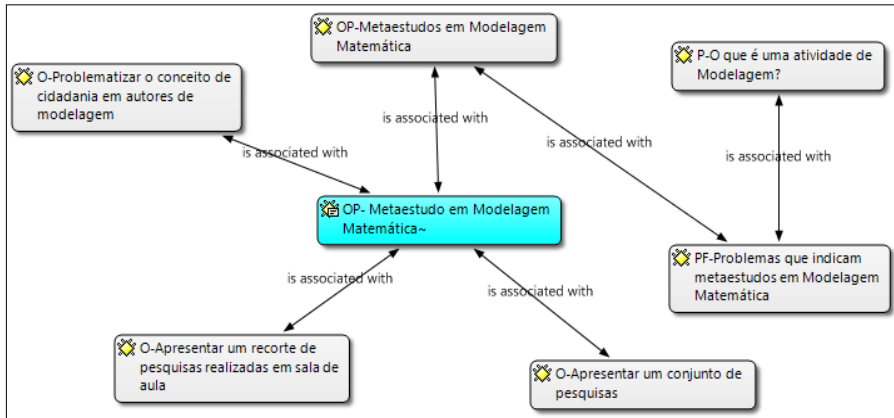 OP-Metaestudos em Modelagem
Matemática
P-O que é uma atividade de
Modelagem?
O-Problematizar o conceito de
cidadania em autores de
modelagem
is associated with
is associated with
is associated with
is associated with
OP- Metaestudo em Modelagem
Matemática~
PF-Problemas que indicam
metaestudos em Modelagem
Matemática
is associated with
is associated with
O-Apresentar um recorte de
pesquisas realizadas em sala de
aula
O-Apresentar um conjunto de
pesquisas